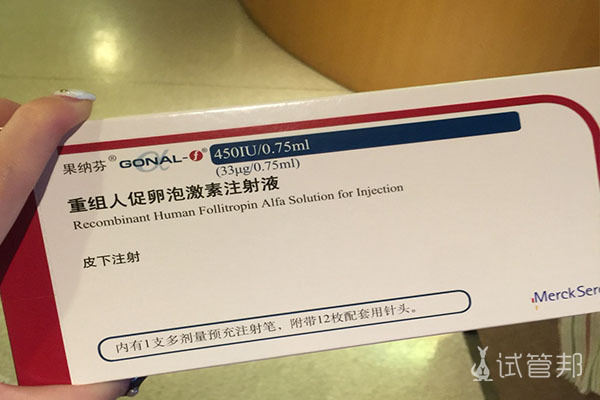 果纳芬® GONAL-f® 450IU/0.75ml
(33μg/0.75ml)
重组人促卵泡激素注射液
Recombinant Human Follitropin Alfa Solution for Injection
皮下注射
MerckSero
内有1支多剂量预充注射笔，附带12枚配套用针头。
试管邦